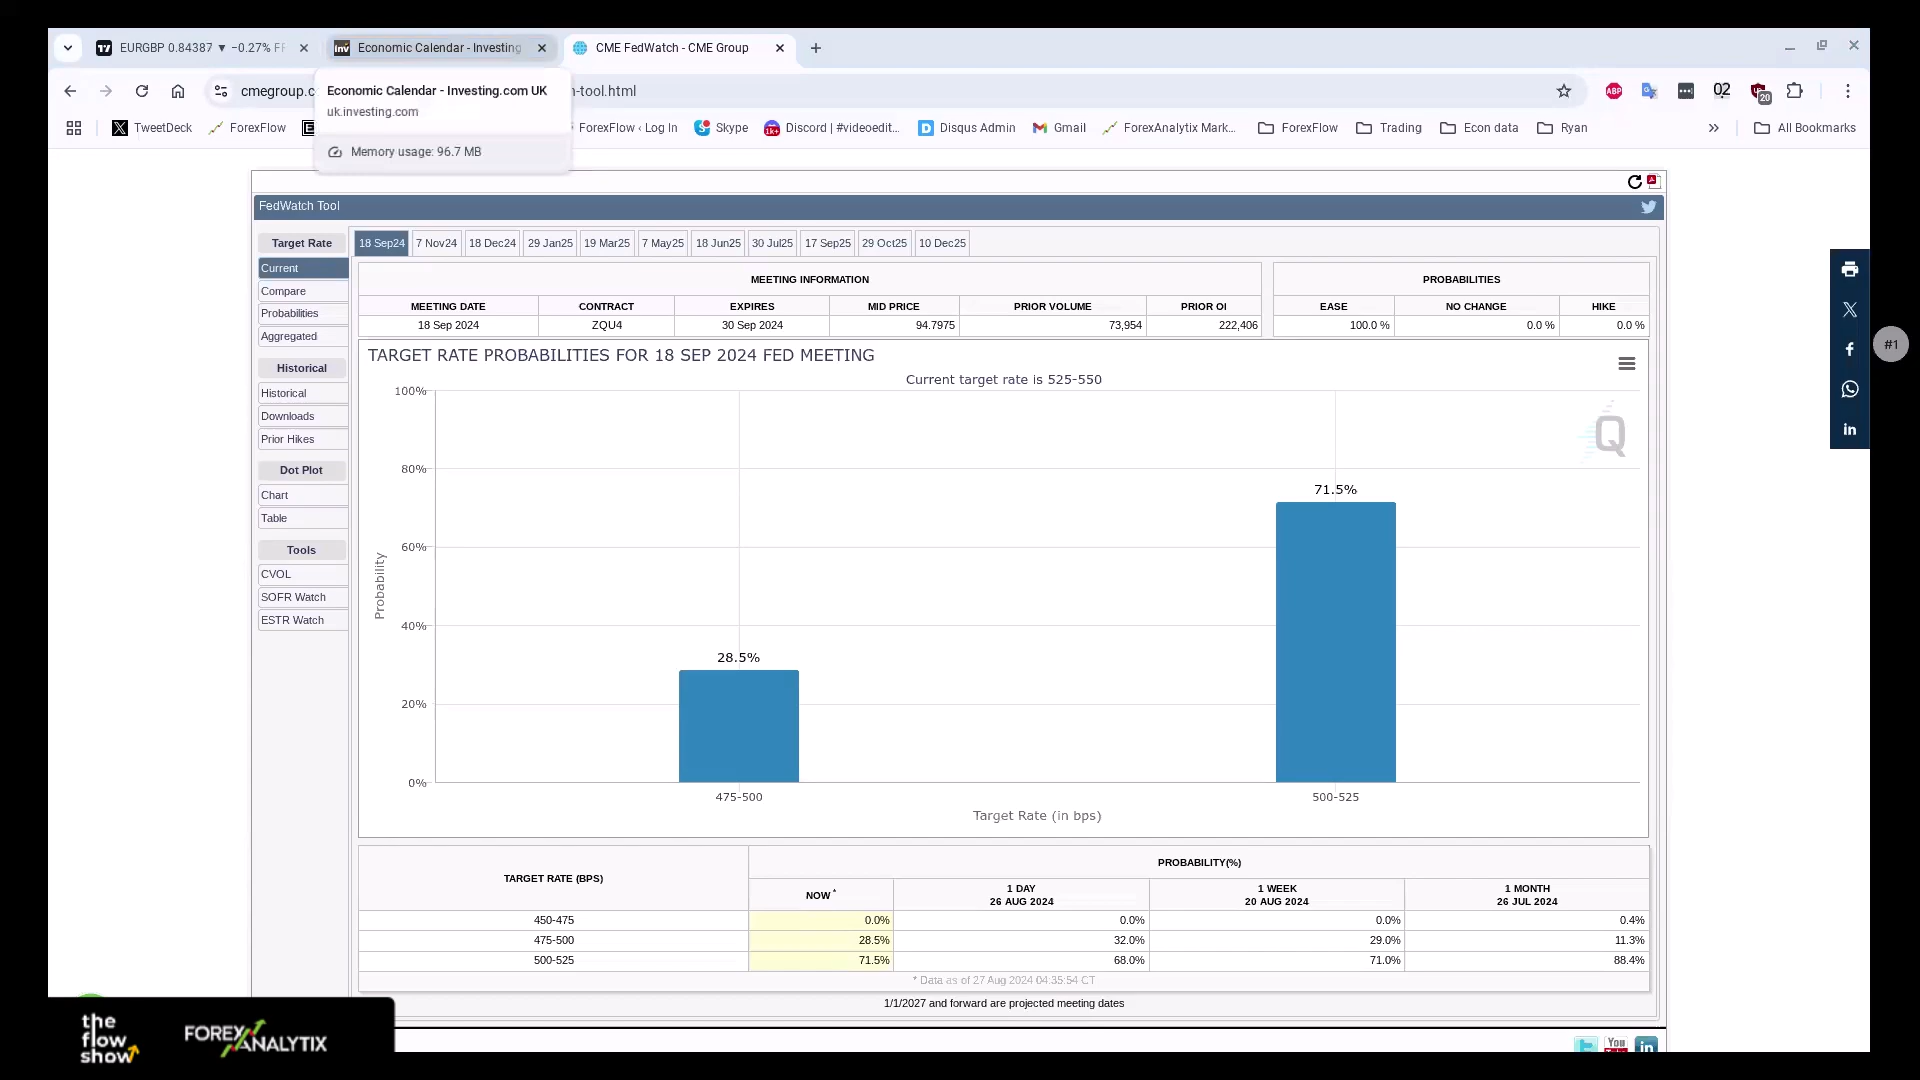 EURGBP 0.84387 ▼ −0.27%
Economic Calendar - Investing
CME FedWatch - CME Group
cmegroup.c
n-tool.html
Economic Calendar - Investing.com UK
uk.investing.com
Memory usage: 96.7 MB
02
20
TweetDeck
ForexFlow
ForexFlow ‹ Log In
Skype
Discord | #videoedit...
Disqus Admin
Gmail
ForexAnalytix Mark...
ForexFlow
Trading
Econ data
Ryan
All Bookmarks
FedWatch Tool
Target Rate
Current
Compare
Probabilities
Aggregated
Historical
Historical
Downloads
Prior Hikes
Dot Plot
Chart
Table
Tools
CVOL
SOFR Watch
ESTR Watch
18 Sep24 7 Nov24 18 Dec24 29 Jan25 19 Mar25 7 May25 18 Jun25 30 Jul25 17 Sep25 29 Oct25 10 Dec25
MEETING INFORMATION
MEETING DATE CONTRACT EXPIRES MID PRICE PRIOR VOLUME PRIOR OI
18 Sep 2024 ZQU4 30 Sep 2024 94.7975 73,954 222,406
PROBABILITIES
EASE NO CHANGE HIKE
100.0 % 0.0 % 0.0 %
TARGET RATE PROBABILITIES FOR 18 SEP 2024 FED MEETING
Current target rate is 525-550
Q
Probability
100%
80%
60%
40%
20%
0%
28.5%
71.5%
475-500
500-525
Target Rate (in bps)
TARGET RATE (BPS)
PROBABILITY(%)
NOW *
1 DAY
26 AUG 2024
1 WEEK
20 AUG 2024
1 MONTH
26 JUL 2024
450-475 0.0% 0.0% 0.0% 0.4%
475-500 28.5% 32.0% 29.0% 11.3%
500-525 71.5% 68.0% 71.0% 88.4%
* Data as of 27 Aug 2024 04:35:54 CT
1/1/2027 and forward are projected meeting dates
#1
the
flow
show
FOREX ANALYTIX
You
in